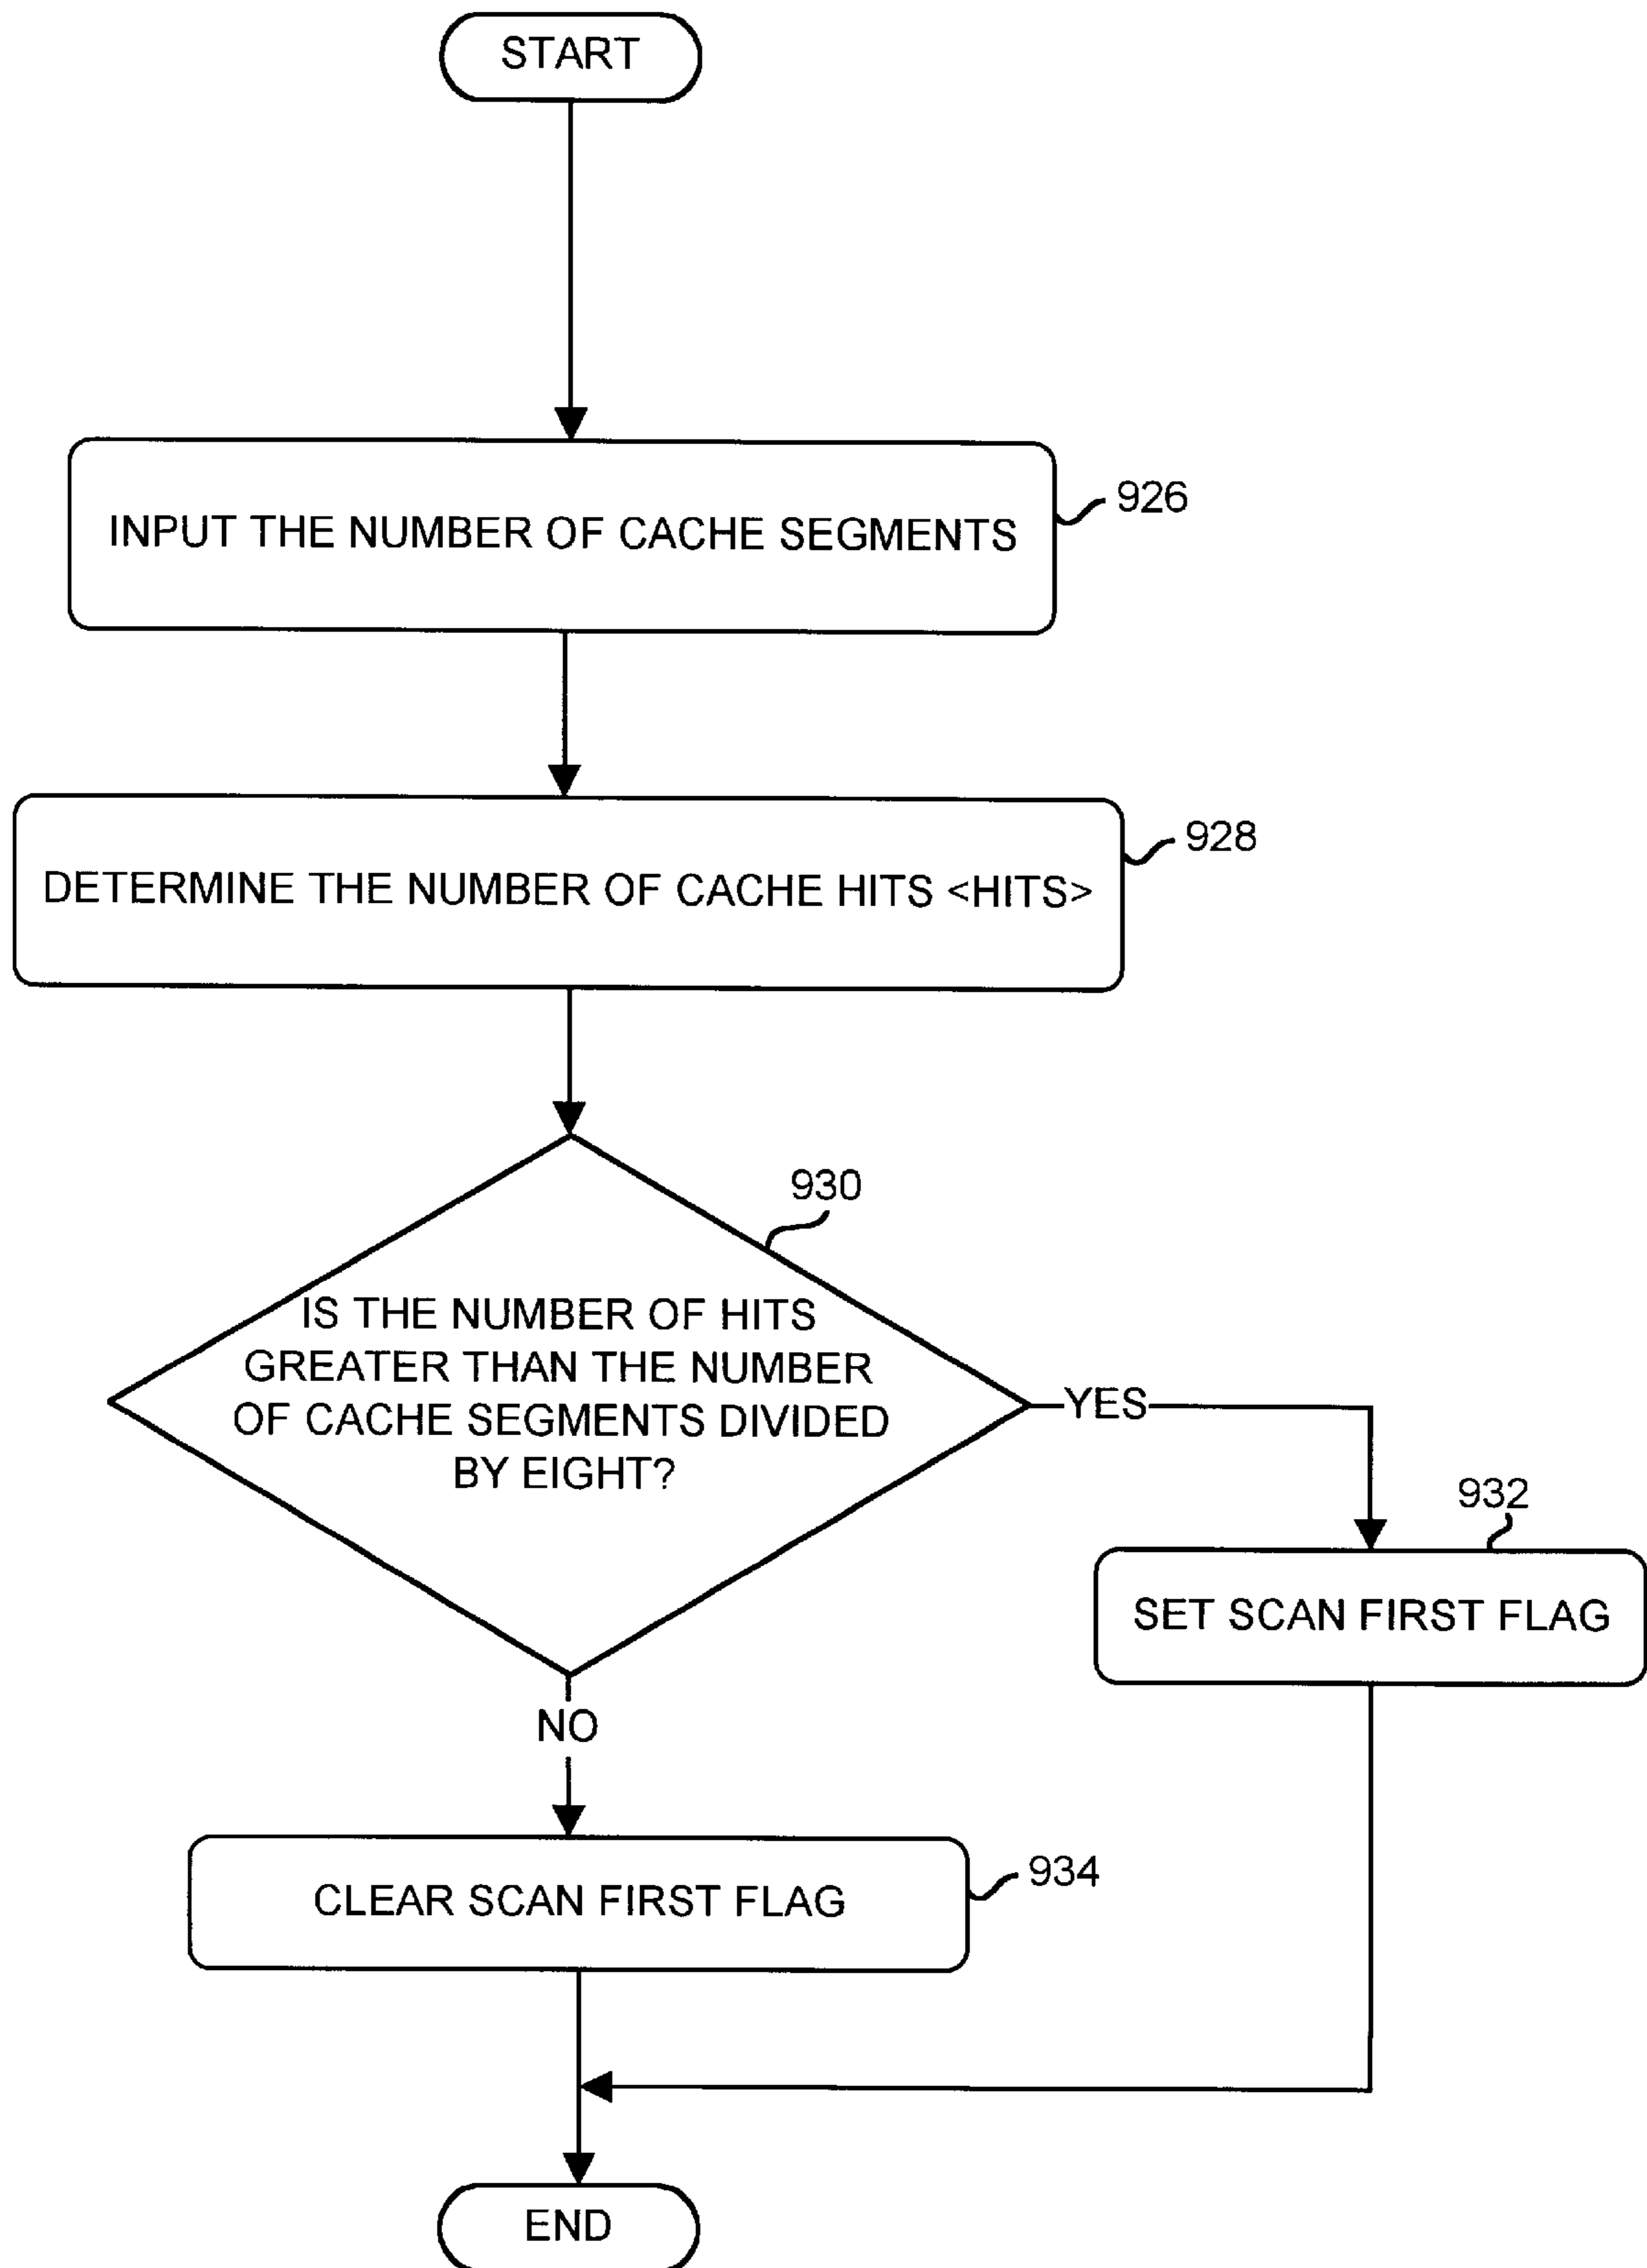 START
INPUT THE NUMBER OF CACHE SEGMENTS
926
DETERMINE THE NUMBER OF CACHE HITS <HITS>
928
930
IS THE NUMBER OF HITS
GREATER THAN THE NUMBER
OF CACHE SEGMENTS DIVIDED
BY EIGHT?
YES
932
SET SCAN FIRST FLAG
NO
CLEAR SCAN FIRST FLAG
934
END